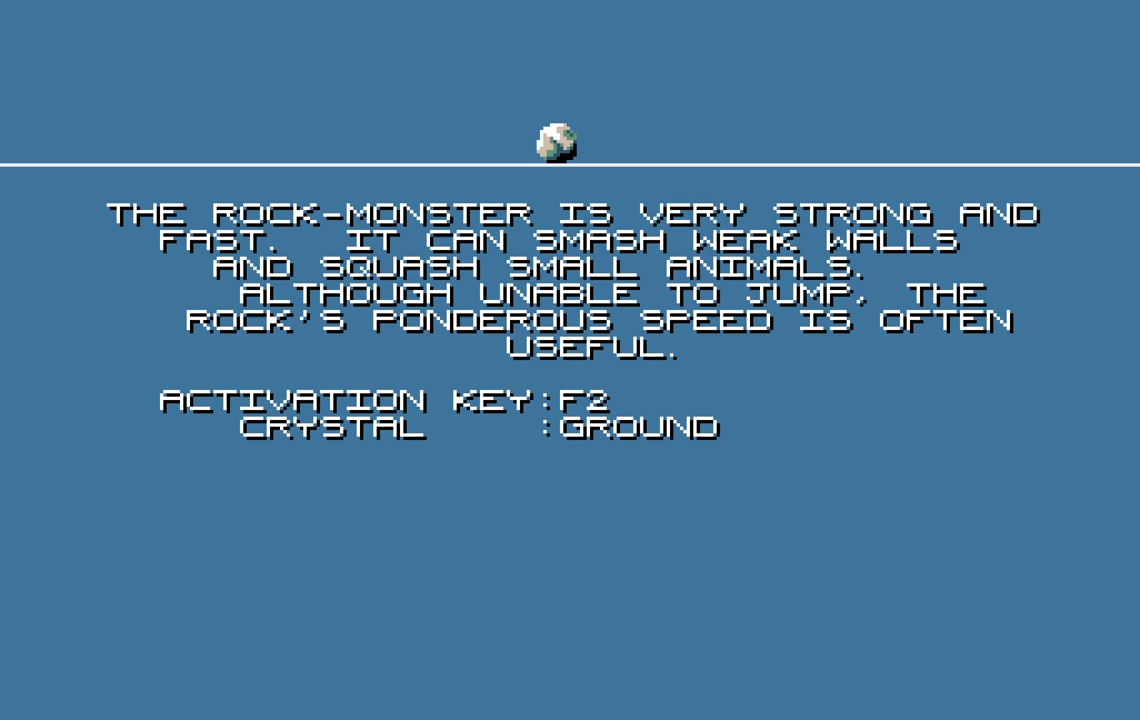 THE ROCK-MONSTER IS VERY STRONG AND
FAST. IT CAN SMASH WEAK WALLS
AND SQUASH SMALL ANIMALS.
ALTHOUGH UNABLE TO JUMP, THE
ROCK'S PONDEROUS SPEED IS OFTEN
USEFUL.
ACTIVATION KEY:F2
CRYSTAL :GROUND